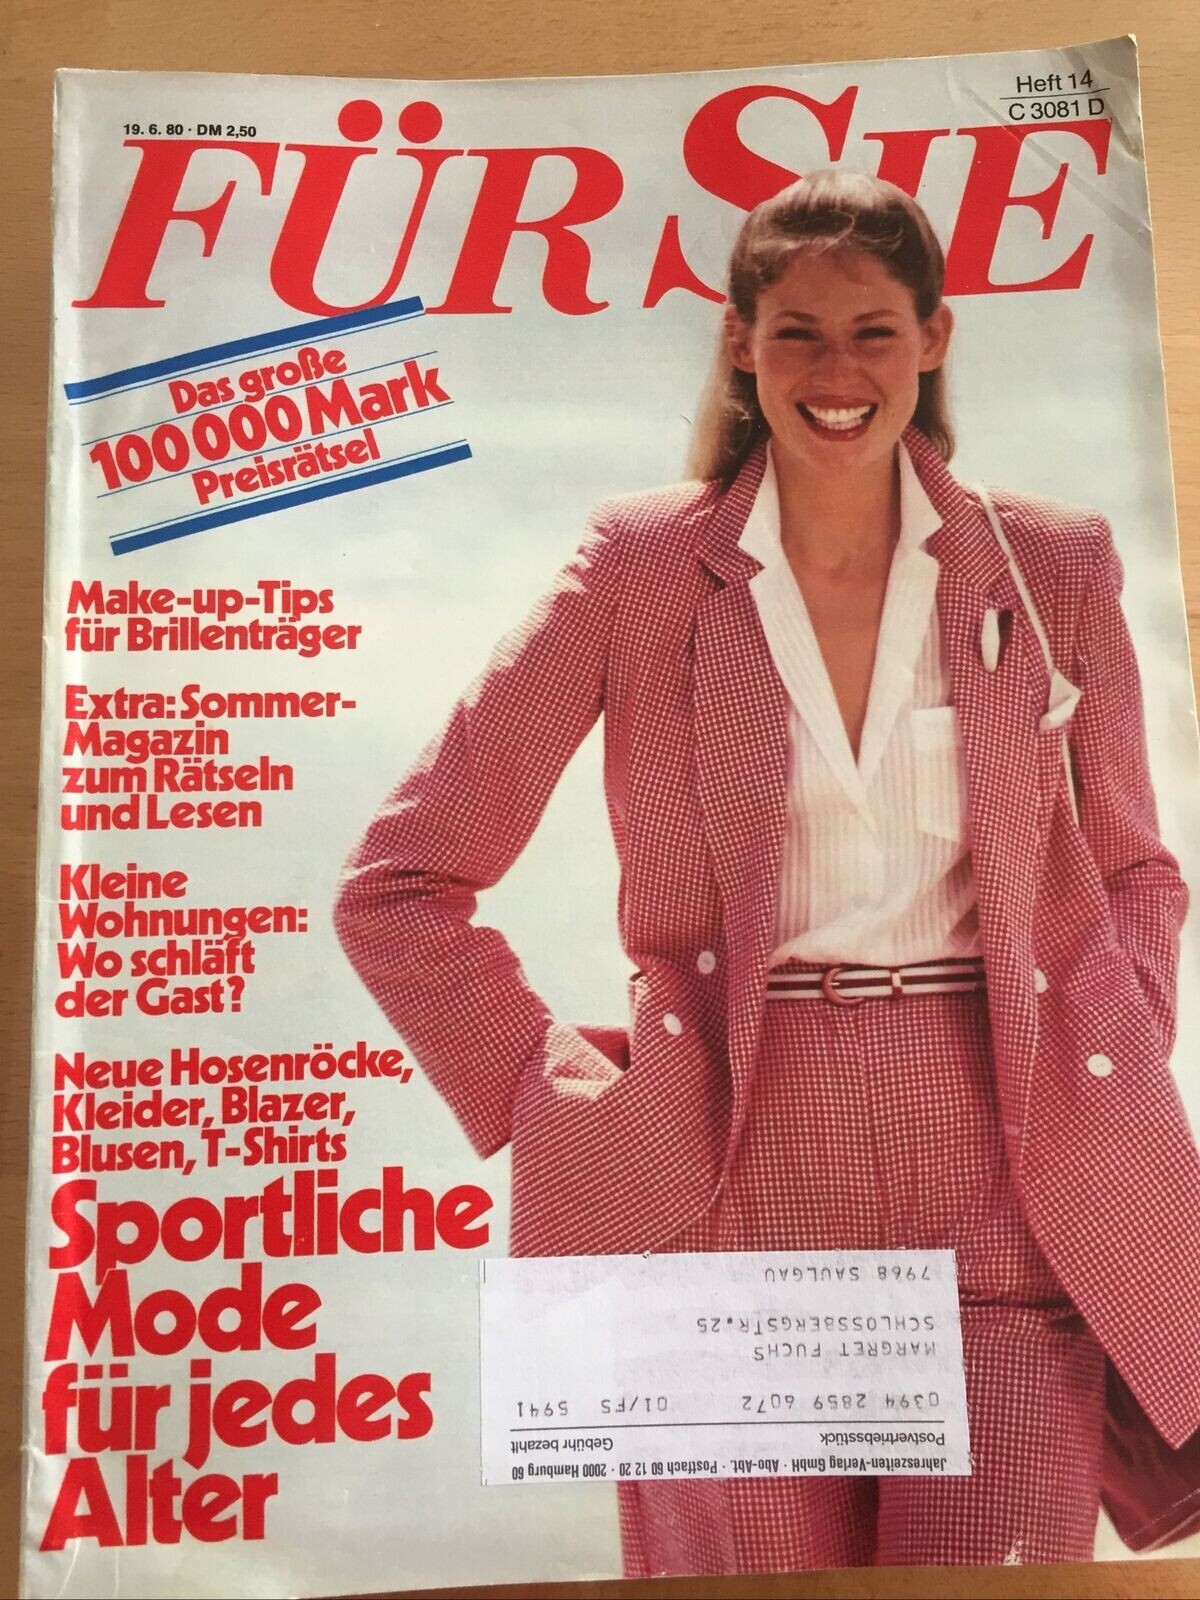 19. 6. 80 · DM 2,50
Heft 14
C 3081 D
FÜR SIE
Das große
100 000 Mark
Preisrätsel
Make-up-Tips
für Brillenträger
Extra: Sommer-
Magazin
zum Rätseln
und Lesen
Kleine
Wohnungen:
Wo schläft
der Gast?
Neue Hosenröcke,
Kleider, Blazer,
Blusen, T-Shirts
Sportliche
Mode
für jedes
Alter
Jahreszeiten-Verlag GmbH · Abo-Abt. · Postfach 60 12 20 · 2000 Hamburg 60
Postvertriebsstück Gebühr bezahlt
0394 2859 6072 01/FS 5941
MARGRET FUCHS
SCHLOSSBERGSTR.25
7968 SAULGAU